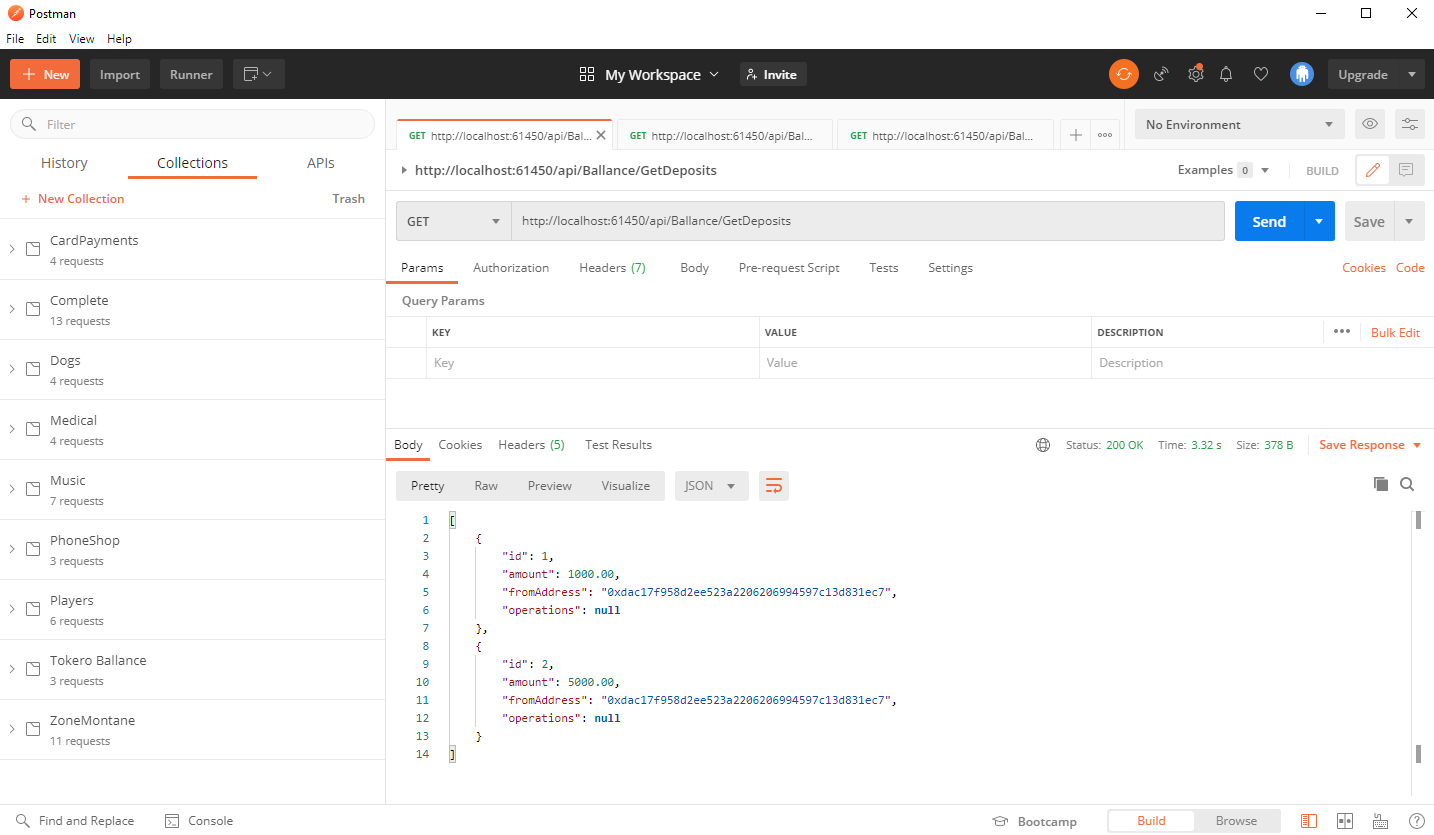 Postman
File Edit View Help
New Import Runner My Workspace Invite Upgrade
Filter
History Collections APIs
New Collection Trash
CardPayments
4 requests
Complete
13 requests
Dogs
4 requests
Medical
4 requests
Music
7 requests
PhoneShop
3 requests
Players
6 requests
Tokero Ballance
3 requests
ZoneMontane
11 requests
GET http://localhost:61450/api/Bal... GET http://localhost:61450/api/Bal... GET http://localhost:61450/api/Bal... No Environment
http://localhost:61450/api/Ballance/GetDeposits Examples 0 BUILD
GET http://localhost:61450/api/Ballance/GetDeposits Send Save
Params Authorization Headers (7) Body Pre-request Script Tests Settings Cookies Code
Query Params
KEY VALUE DESCRIPTION Bulk Edit
Key Value Description
Body Cookies Headers (5) Test Results Status: 200 OK Time: 3.32 s Size: 378 B Save Response
Pretty Raw Preview Visualize JSON
1 [
2 {
3 "id": 1,
4 "amount": 1000.00,
5 "fromAddress": "0xdac17f958d2ee523a2206206994597c13d831ec7",
6 "operations": null
7 },
8 {
9 "id": 2,
10 "amount": 5000.00,
11 "fromAddress": "0xdac17f958d2ee523a2206206994597c13d831ec7",
12 "operations": null
13 }
14 ]
Find and Replace Console Bootcamp Build Browse